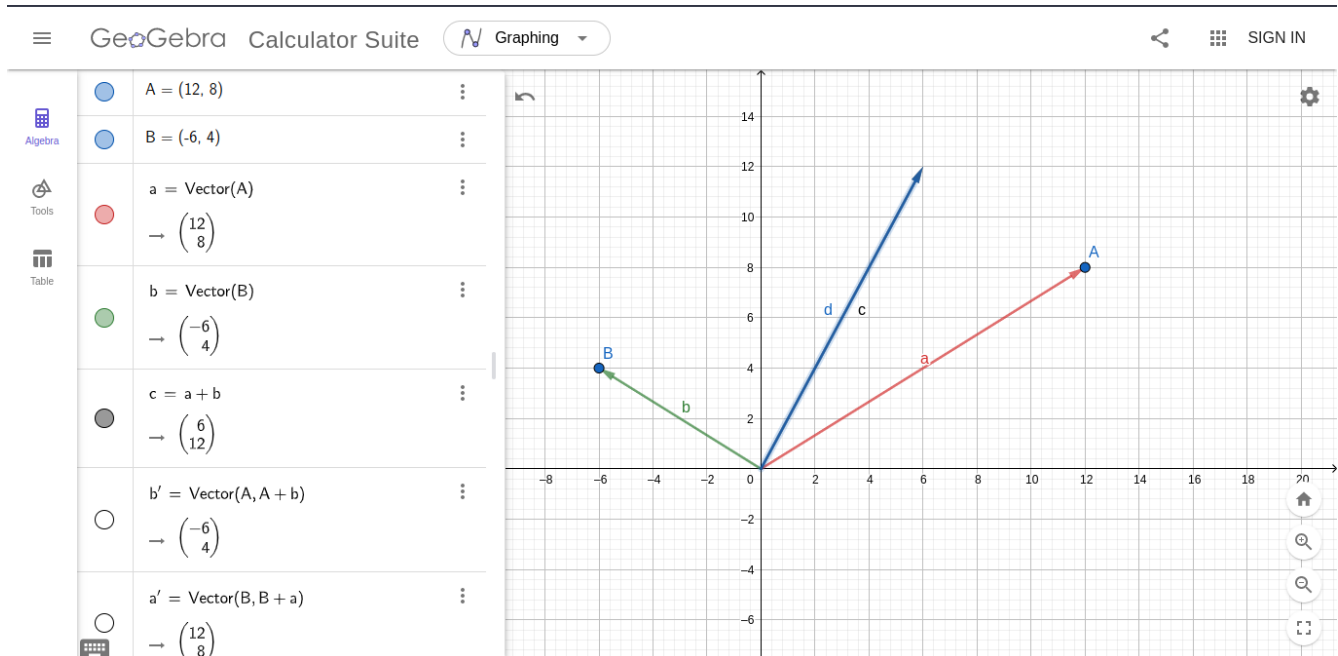 GeoGebra Calculator Suite Graphing SIGN IN
Algebra
Tools
Table
A = (12, 8)
B = (-6, 4)
a = Vector(A)
→ (12
8)
b = Vector(B)
→ (−6
4)
c = a + b
→ (6
12)
b′ = Vector(A, A + b)
→ (−6
4)
a′ = Vector(B, B + a)
→ (12
8)
14
12
10
8
6
4
2
0
−2
−4
−6
−8 −6 −4 −2 2 4 6 8 10 12 14 16 18 20
A
B
a
b
d c